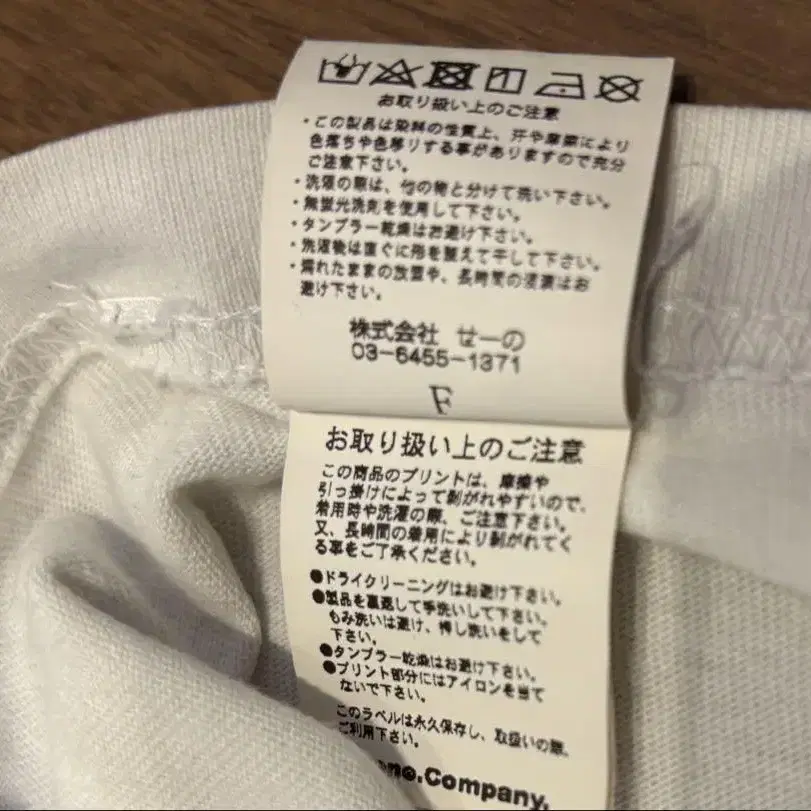 お取り扱い上のご注意
・この製品は染料の性質上、汗や摩擦により
色落ちや色移りする事がありますので充分
ご注意下さい。
・洗濯の際は、他の物と分けて洗い下さい。
・無蛍光洗剤を使用して下さい。
・タンブラー乾燥はお避け下さい。
・洗濯後は直ぐに形を整えて干して下さい。
・濡れたままの放置や、長時間の浸漬はお
避け下さい。
株式会社 せーの
03-6455-1371
F
お取り扱い上のご注意
この商品のプリントは、摩擦や
引っ掛けによって剥がれやすいので、
着用時や洗濯の際、ご注意下さい。
又、長時間の着用により剥がれてく
る事をご了承ください。
●ドライクリーニングはお避け下さい。
●製品を裏返して手洗いして下さい。
もみ洗いは避け、押し洗いをして
下さい。
●タンブラー乾燥はお避け下さい。
●プリント部分にはアイロンを当て
ないで下さい。
このラベルは永久保存し、取扱いの際、
ご利用下さい。
.Company.